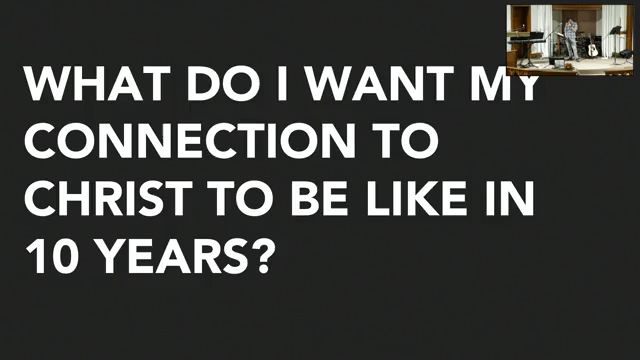 WHAT DO I WANT MY
CONNECTION TO
CHRIST TO BE LIKE IN
10 YEARS?